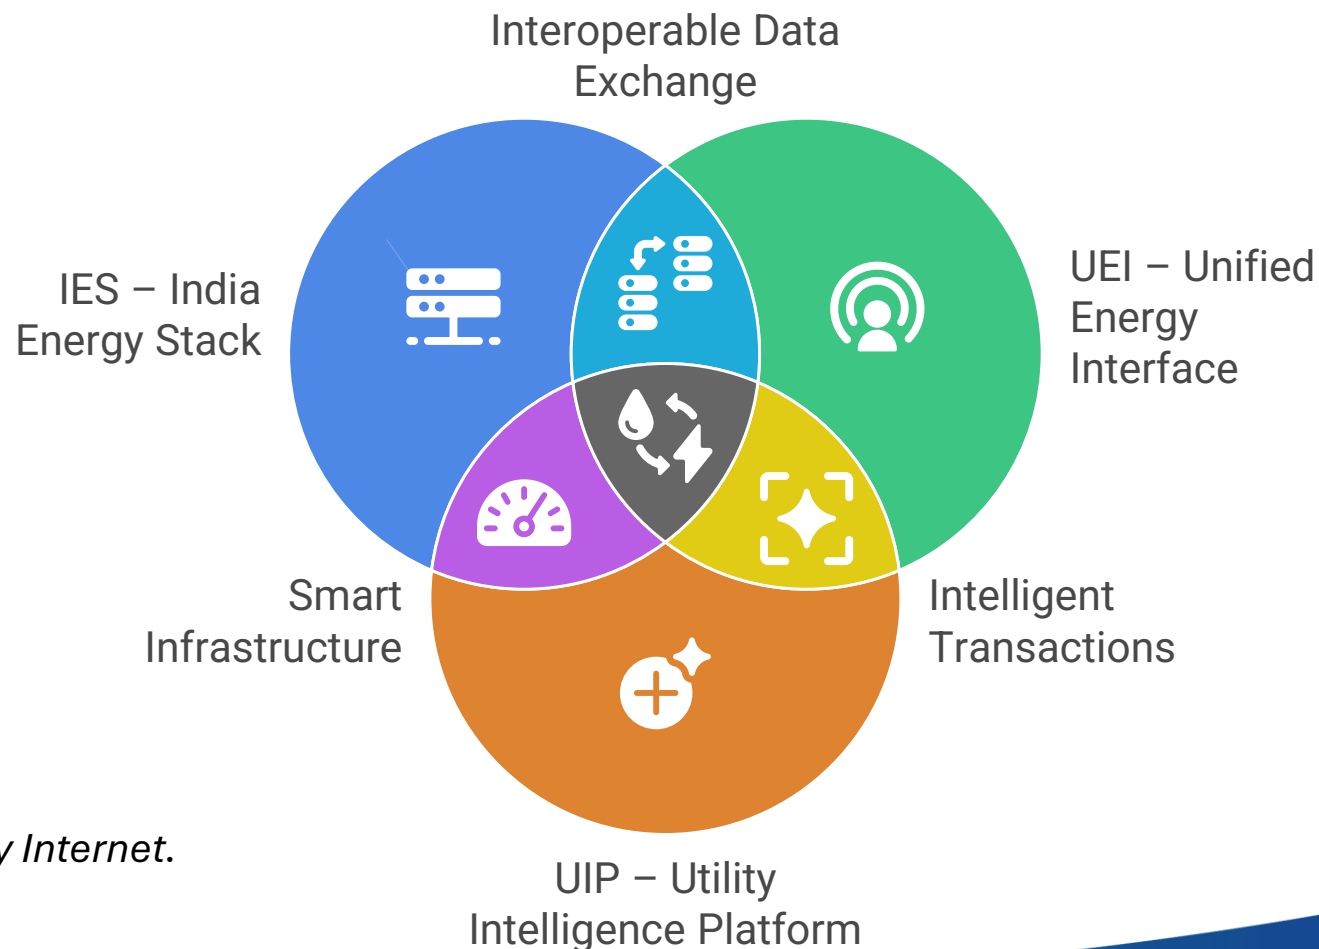 Interoperable Data
Exchange
IES – India
Energy Stack
UEI – Unified
Energy
Interface
Smart
Infrastructure
Intelligent
Transactions
Internet.
UIP – Utility
Intelligence Platform